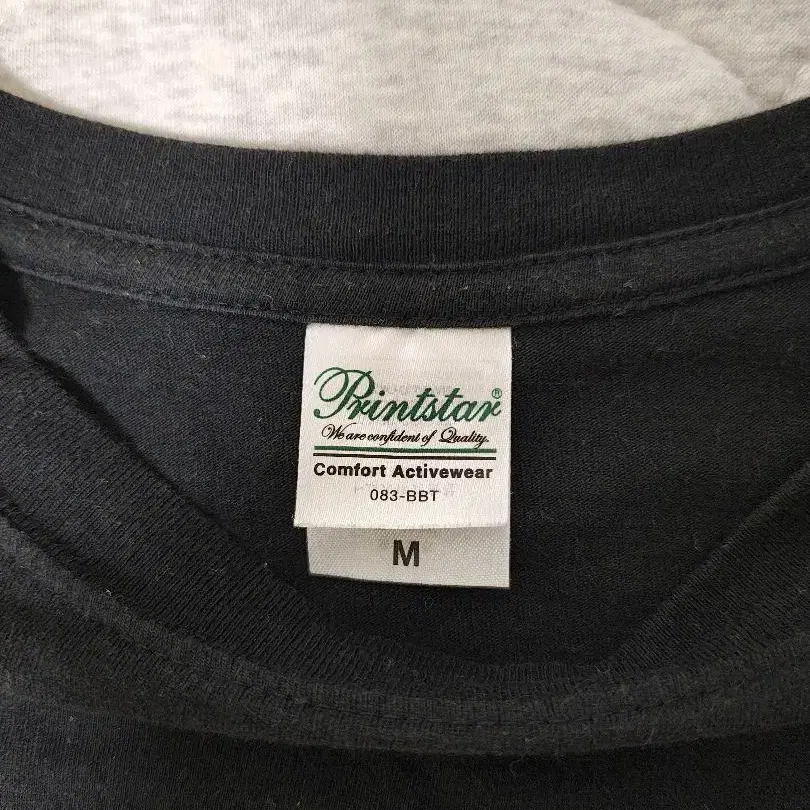 Printstar®
We are confident of Quality.
Comfort Activewear
083-BBT
M